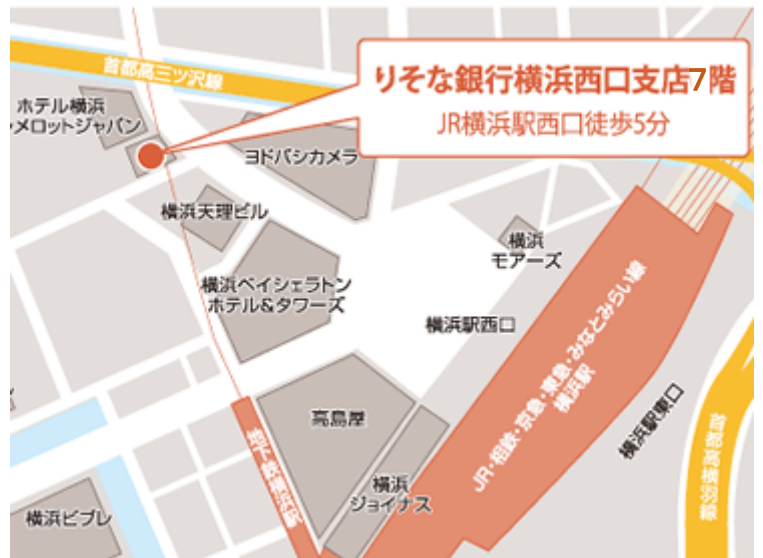 首都高三ツ沢線
りそな銀行横浜西口支店7階
JR横浜駅西口徒歩5分
ホテル横浜
ャメロットジャパン
ヨドバシカメラ
横浜天理ビル
横浜
モアーズ
横浜ベイシェラトン
ホテル&タワーズ
横浜駅西口
JR・相鉄・京急・東急・みなとみらい線
横浜駅
横浜駅東口
首都高横羽線
高島屋
地下鉄横浜駅
横浜
ジョイナス
横浜ビブレ